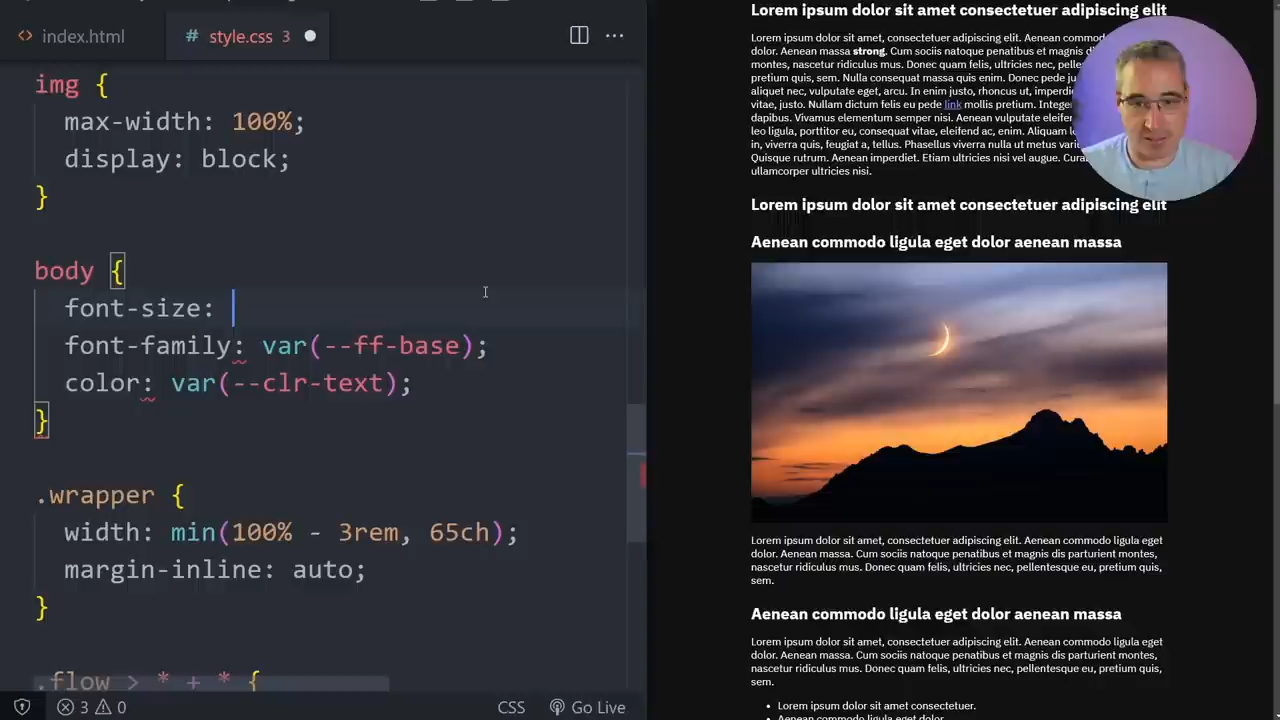 index.html
style.css 3
img {
max-width: 100%;
display: block;
}
body {
font-size:
font-family: var(--ff-base);
color: var(--clr-text);
}
.wrapper {
width: min(100% - 3rem, 65ch);
margin-inline: auto;
}
.flow > * + * {
3 0
CSS
Go Live
Lorem ipsum dolor sit amet consectetuer adipiscing elit
Lorem ipsum dolor sit amet, consectetuer adipiscing elit. Aenean commod
dolor. Aenean massa strong. Cum sociis natoque penatibus et magnis di
montes, nascetur ridiculus mus. Donec quam felis, ultricies nec, pelle
pretium quis, sem. Nulla consequat massa quis enim. Donec pede ju
aliquet nec, vulputate eget, arcu. In enim justo, rhoncus ut, imperdie
vitae, justo. Nullam dictum felis eu pede link mollis pretium. Integer
dapibus. Vivamus elementum semper nisi. Aenean vulputate eleifer
leo ligula, porttitor eu, consequat vitae, eleifend ac, enim. Aliquam l
in, viverra quis, feugiat a, tellus. Phasellus viverra nulla ut metus variu
Quisque rutrum. Aenean imperdiet. Etiam ultricies nisi vel augue. Cura
ullamcorper ultricies nisi.
Lorem ipsum dolor sit amet consectetuer adipiscing elit
Aenean commodo ligula eget dolor aenean massa
Lorem ipsum dolor sit amet, consectetuer adipiscing elit. Aenean commodo ligula eget
dolor. Aenean massa. Cum sociis natoque penatibus et magnis dis parturient montes,
nascetur ridiculus mus. Donec quam felis, ultricies nec, pellentesque eu, pretium quis,
sem.
Aenean commodo ligula eget dolor aenean massa
Lorem ipsum dolor sit amet, consectetuer adipiscing elit. Aenean commodo ligula eget
dolor. Aenean massa. Cum sociis natoque penatibus et magnis dis parturient montes,
nascetur ridiculus mus. Donec quam felis, ultricies nec, pellentesque eu, pretium quis,
sem.
• Lorem ipsum dolor sit amet, consectetuer.
• Aenean commodo ligula eget dolor.